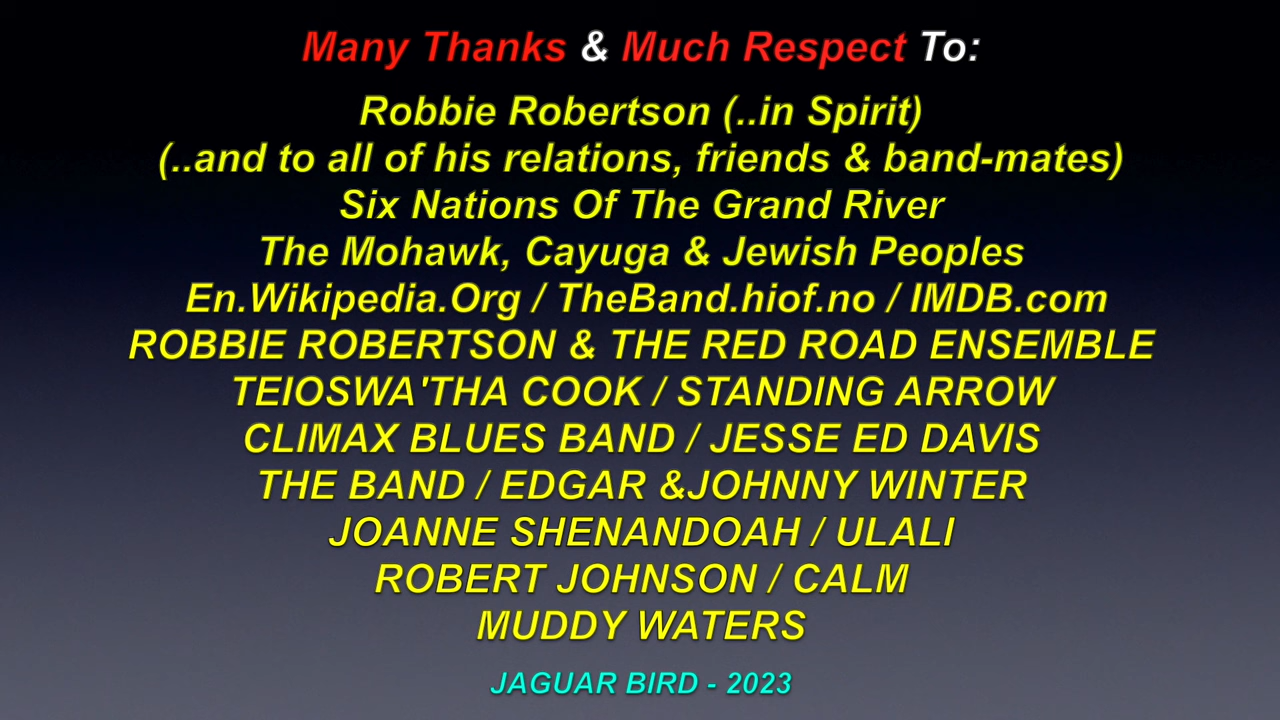 Many Thanks & Much Respect To:
Robbie Robertson (..in Spirit)
(..and to all of his relations, friends & band-mates)
Six Nations Of The Grand River
The Mohawk, Cayuga & Jewish Peoples
En.Wikipedia.Org / TheBand.hiof.no / IMDB.com
ROBBIE ROBERTSON & THE RED ROAD ENSEMBLE
TEIOSWA'THA COOK / STANDING ARROW
CLIMAX BLUES BAND / JESSE ED DAVIS
THE BAND / EDGAR &JOHNNY WINTER
JOANNE SHENANDOAH / ULALI
ROBERT JOHNSON / CALM
MUDDY WATERS
JAGUAR BIRD - 2023